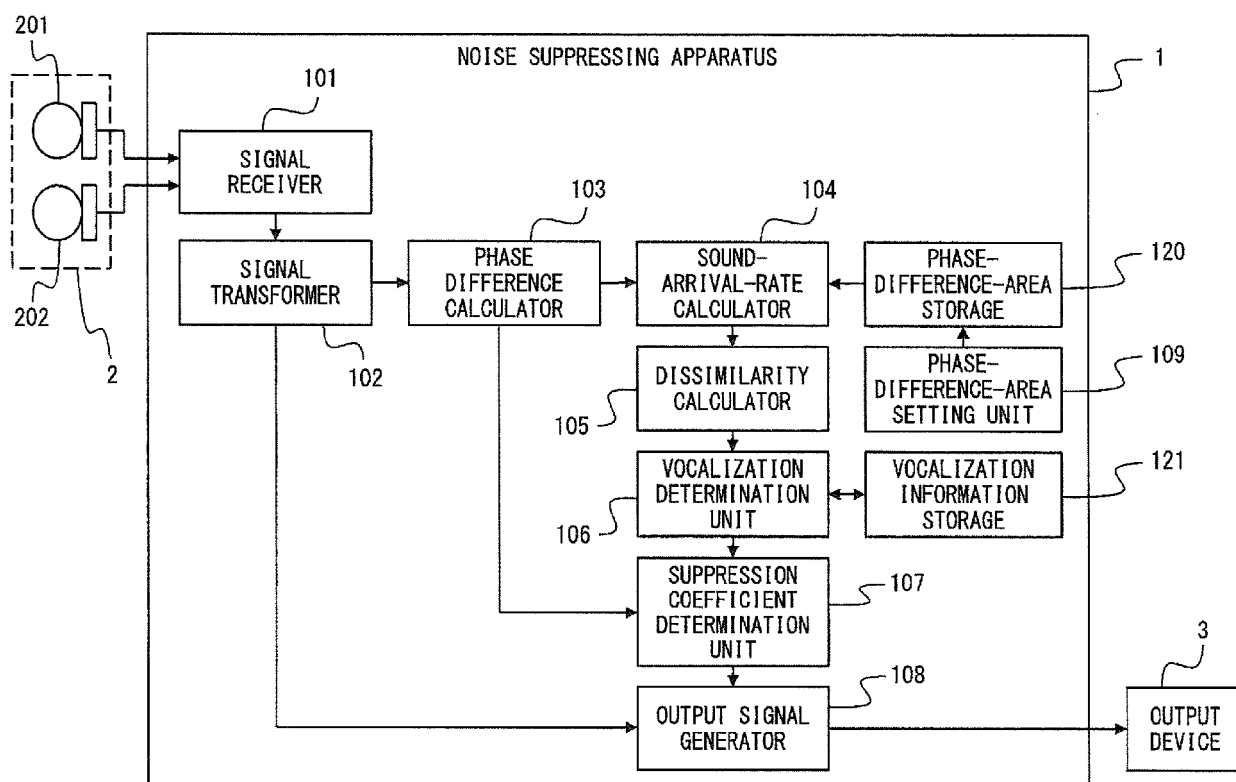 201
NOISE SUPPRESSING APPARATUS
1
101
SIGNAL
RECEIVER
103
104
SIGNAL
TRANSFORMER
PHASE
DIFFERENCE
CALCULATOR
SOUND-
ARRIVAL-RATE
CALCULATOR
PHASE-
DIFFERENCE-AREA
STORAGE
120
202
2
102
DISSIMILARITY
CALCULATOR
105
PHASE-
DIFFERENCE-AREA
SETTING UNIT
109
VOCALIZATION
DETERMINATION
UNIT
106
VOCALIZATION
INFORMATION
STORAGE
121
SUPPRESSION
COEFFICIENT
DETERMINATION
UNIT
107
OUTPUT SIGNAL
GENERATOR
108
3
OUTPUT
DEVICE